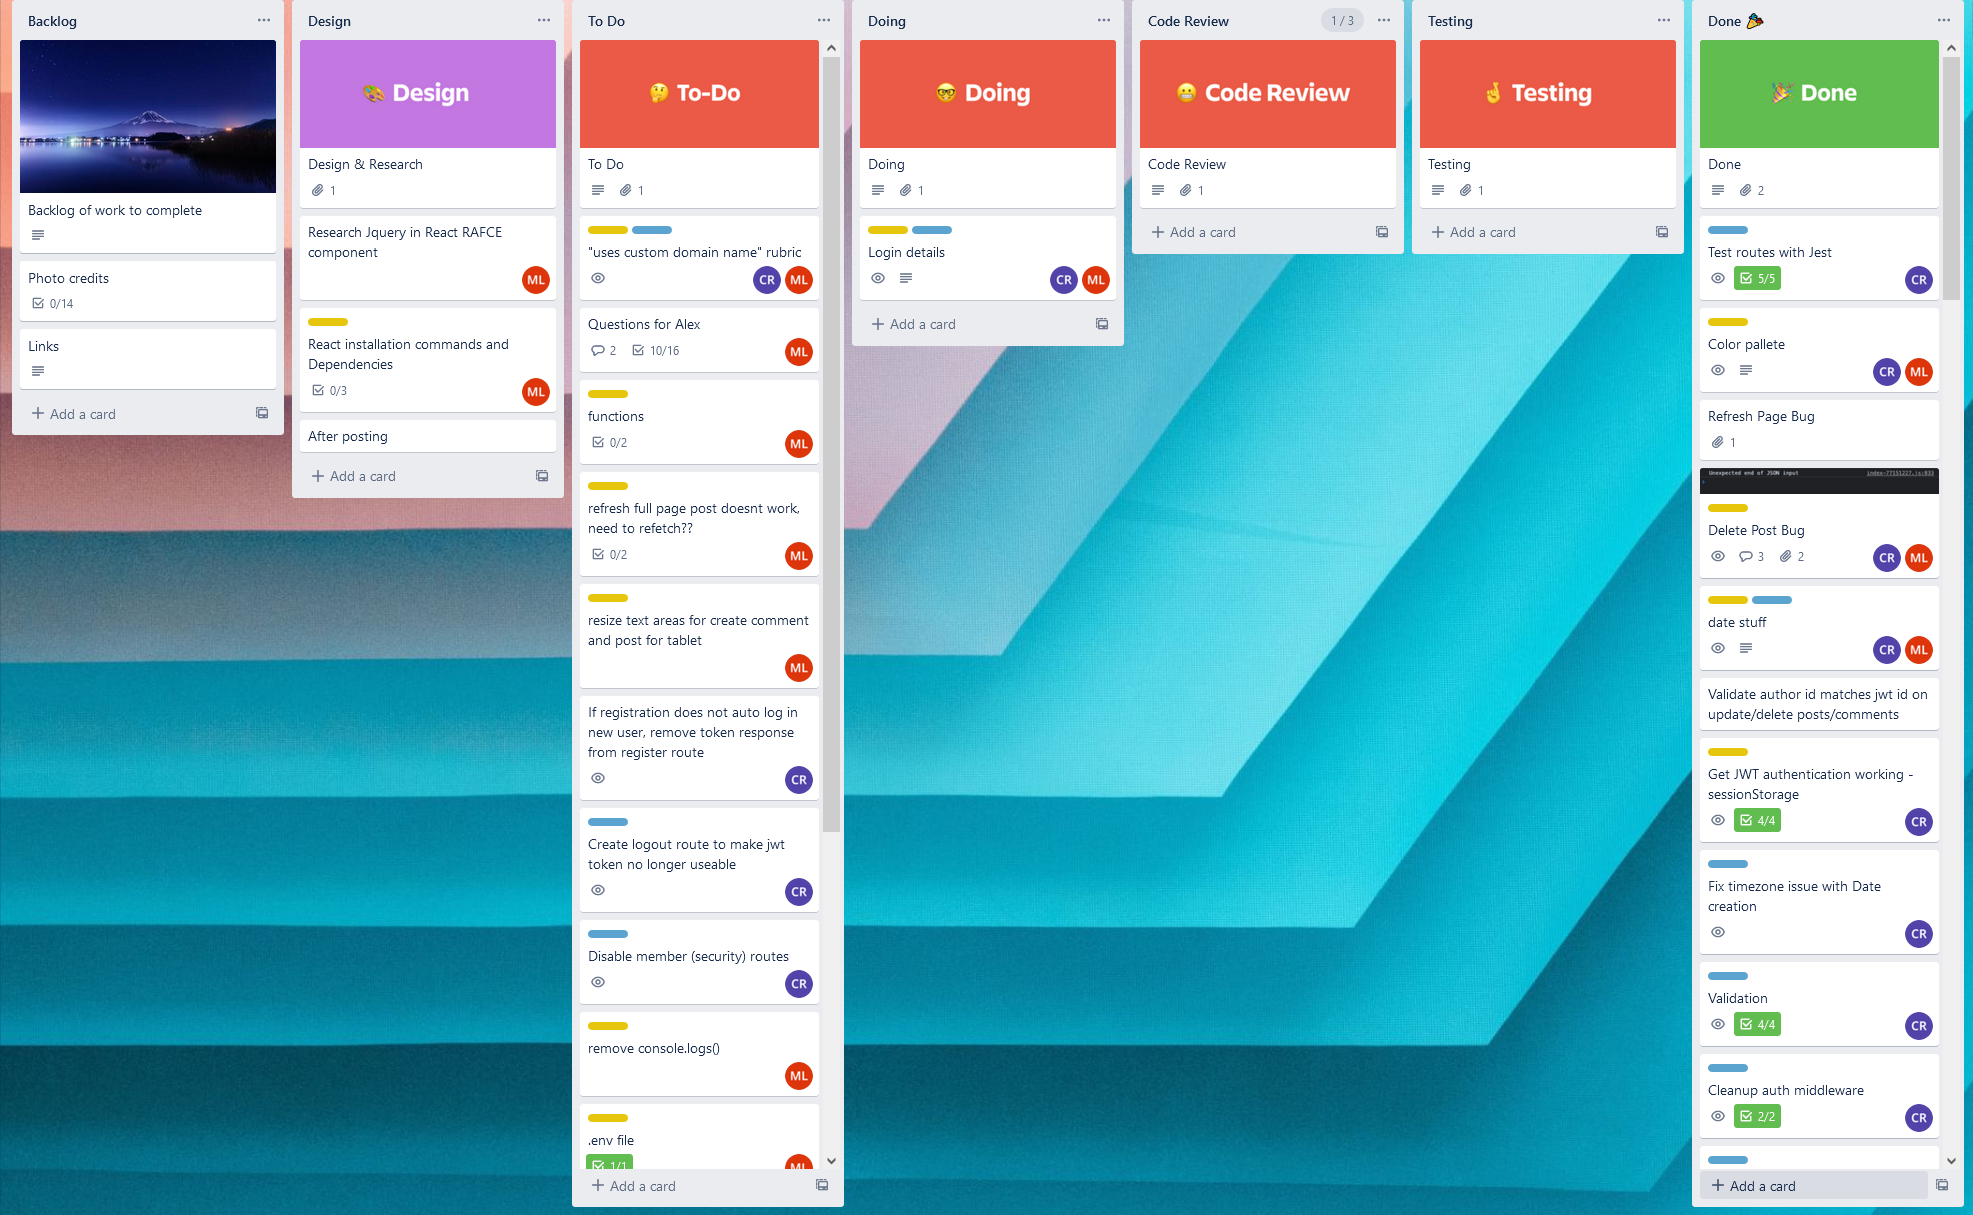 Backlog
Backlog of work to complete
Photo credits
0/14
Links
Add a card
Design
Design
Design & Research
1
Research Jquery in React RAFCE
component
ML
React installation commands and
Dependencies
0/3
ML
After posting
Add a card
To Do
To-Do
To Do
1
"uses custom domain name" rubric
CR ML
Questions for Alex
2 10/16
ML
functions
0/2
ML
refresh full page post doesnt work,
need to refetch??
0/2
ML
resize text areas for create comment
and post for tablet
ML
If registration does not auto log in
new user, remove token response
from register route
CR
Create logout route to make jwt
token no longer useable
CR
Disable member (security) routes
CR
remove console.logs()
ML
.env file
1/1
ML
Add a card
Doing
Doing
Doing
1
Login details
CR ML
Add a card
Code Review
1 / 3
Code Review
Code Review
1
Add a card
Testing
Testing
Testing
1
Add a card
Done
Done
Done
2
Test routes with Jest
5/5
CR
Color pallete
CR ML
Refresh Page Bug
1
Unexpected end of JSON input index-77151227.js:833
Delete Post Bug
3 2
CR ML
date stuff
CR ML
Validate author id matches jwt id on
update/delete posts/comments
Get JWT authentication working -
sessionStorage
4/4
CR
Fix timezone issue with Date
creation
CR
Validation
4/4
CR
Cleanup auth middleware
2/2
CR
Add a card